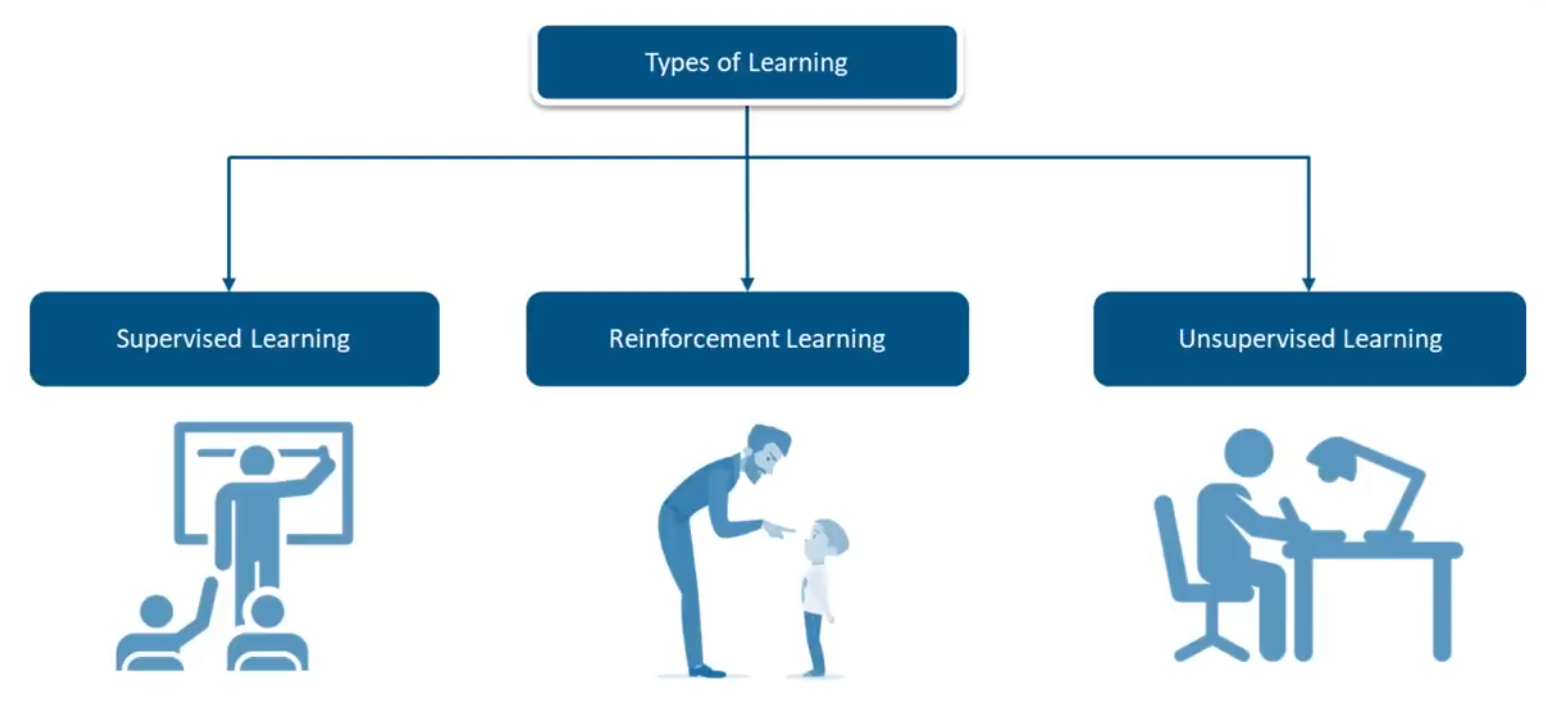 Types of Learning
Supervised Learning
Reinforcement Learning
Unsupervised Learning